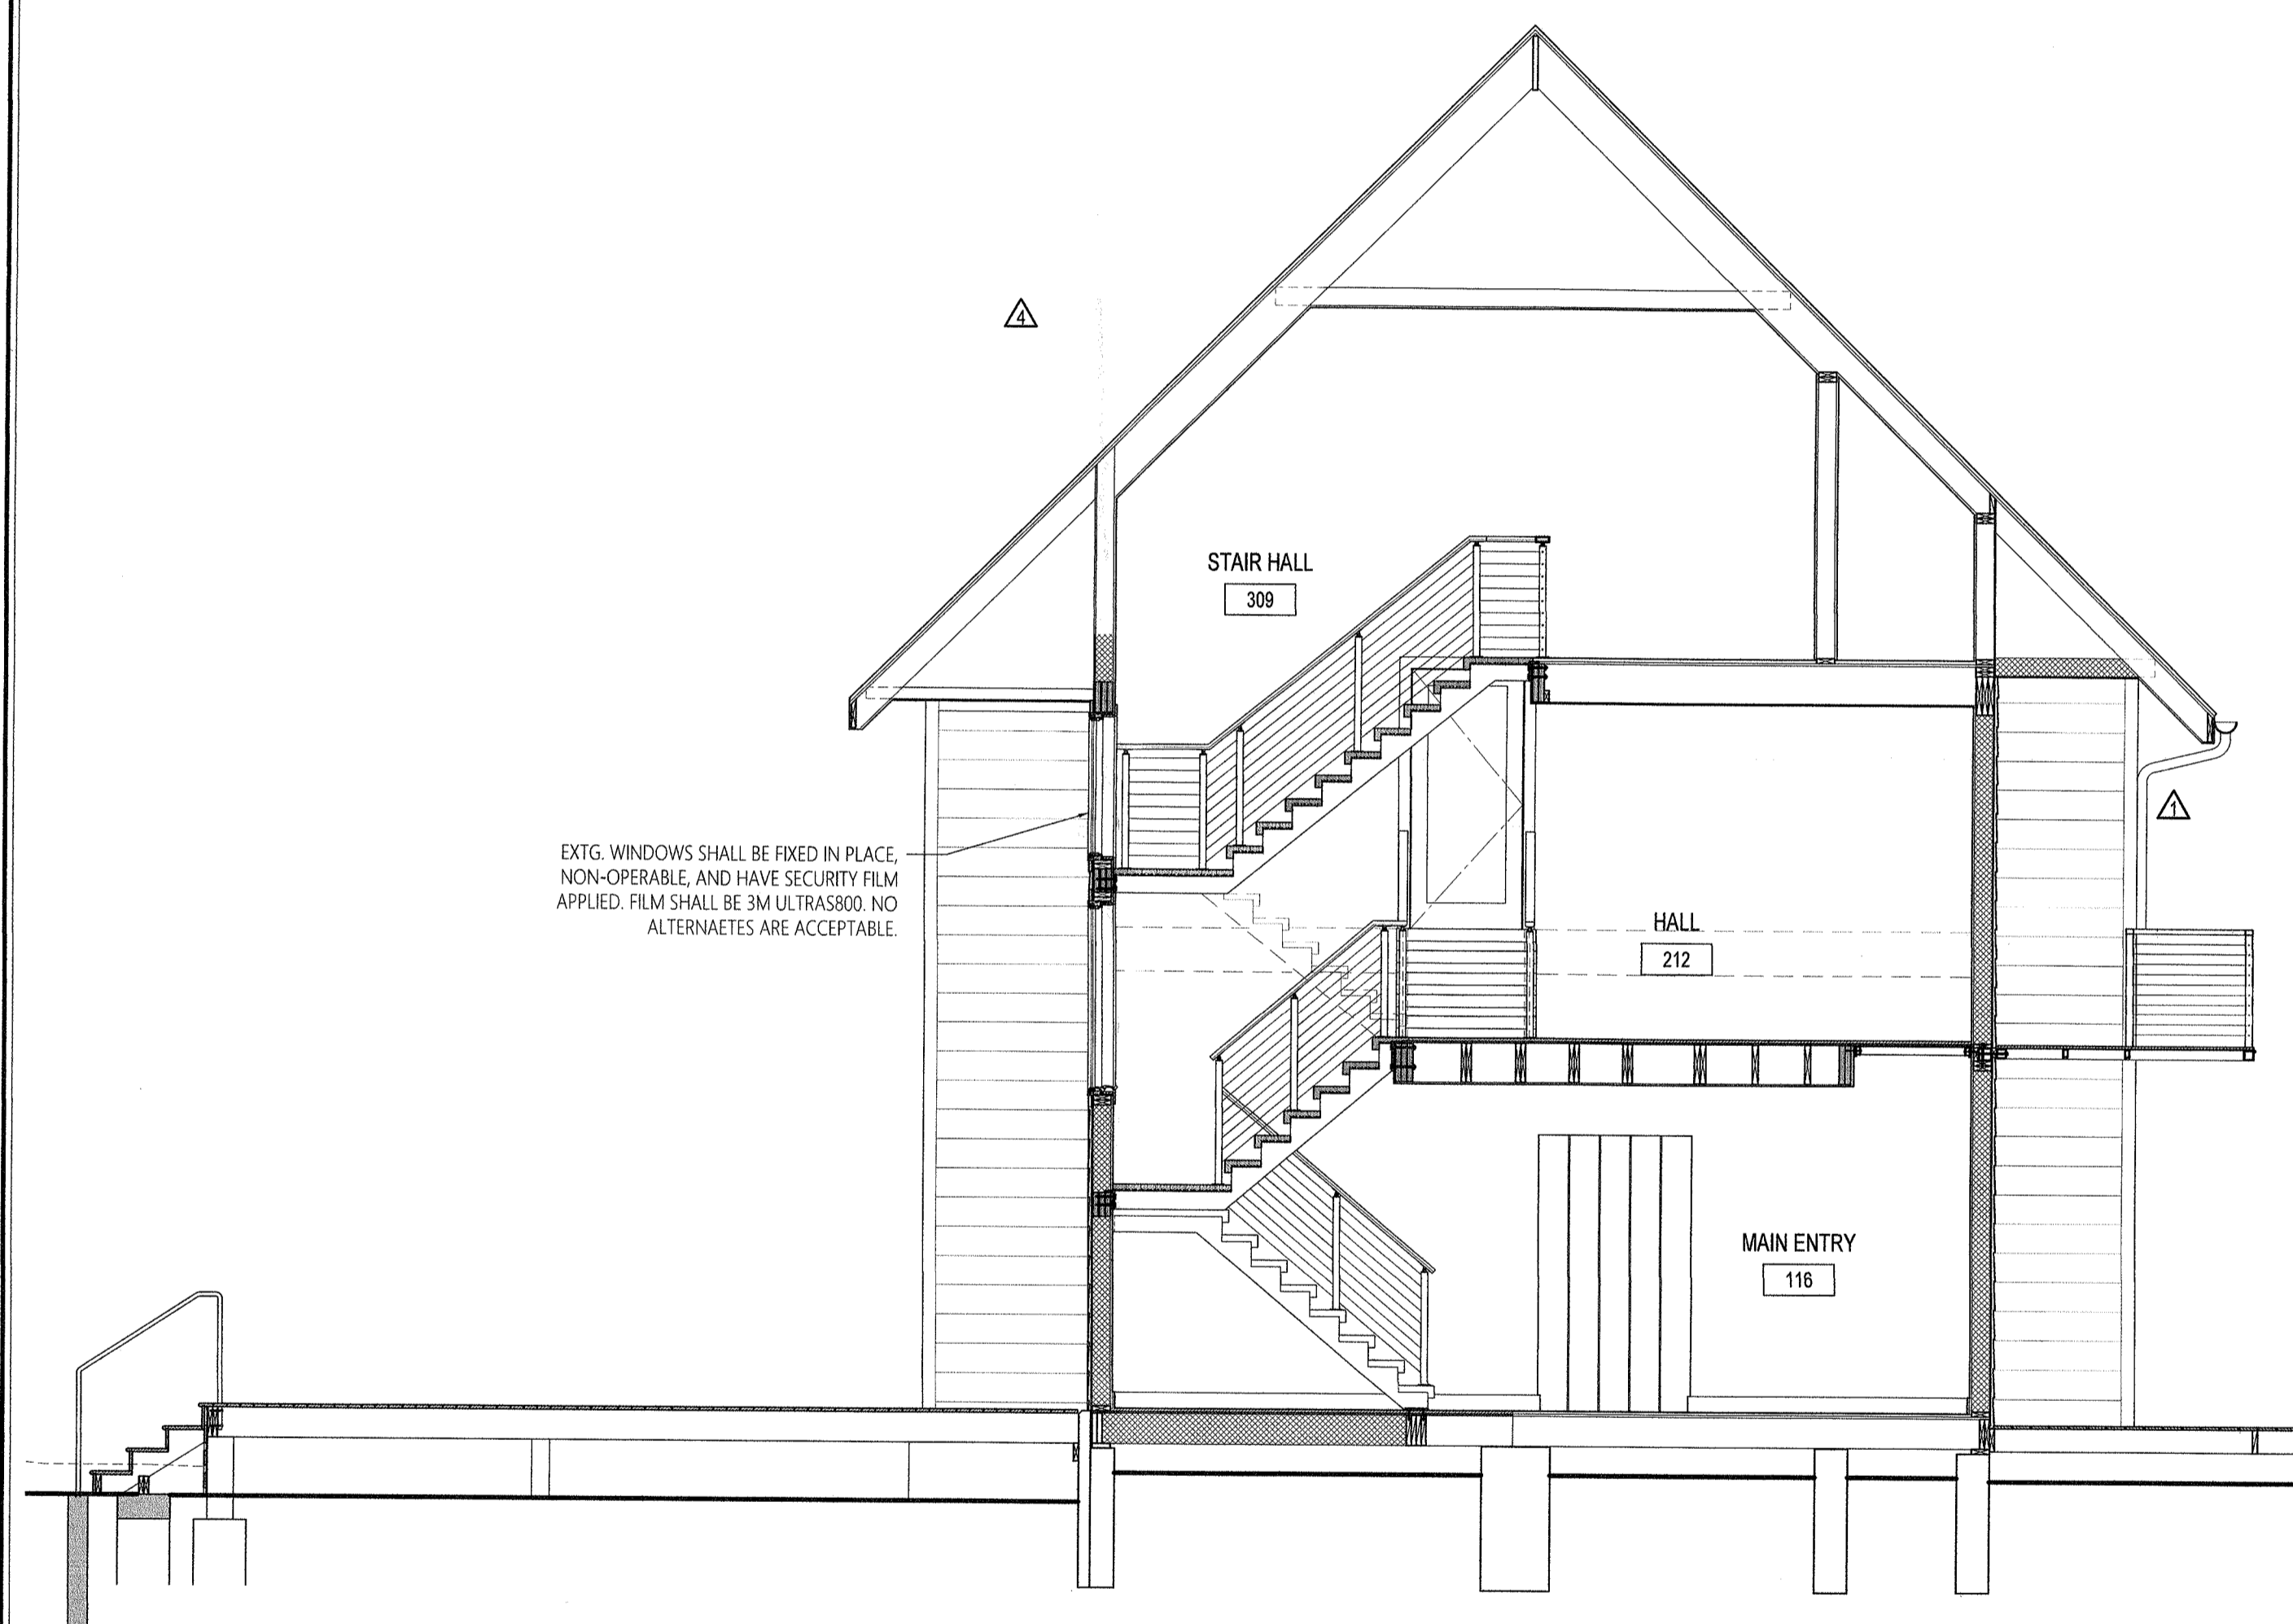 4
STAIR HALL
309
1
EXTG. WINDOWS SHALL BE FIXED IN PLACE,
NON-OPERABLE, AND HAVE SECURITY FILM
APPLIED. FILM SHALL BE 3M ULTRAS800. NO
ALTERNAETES ARE ACCEPTABLE.
HALL
212
MAIN ENTRY
116